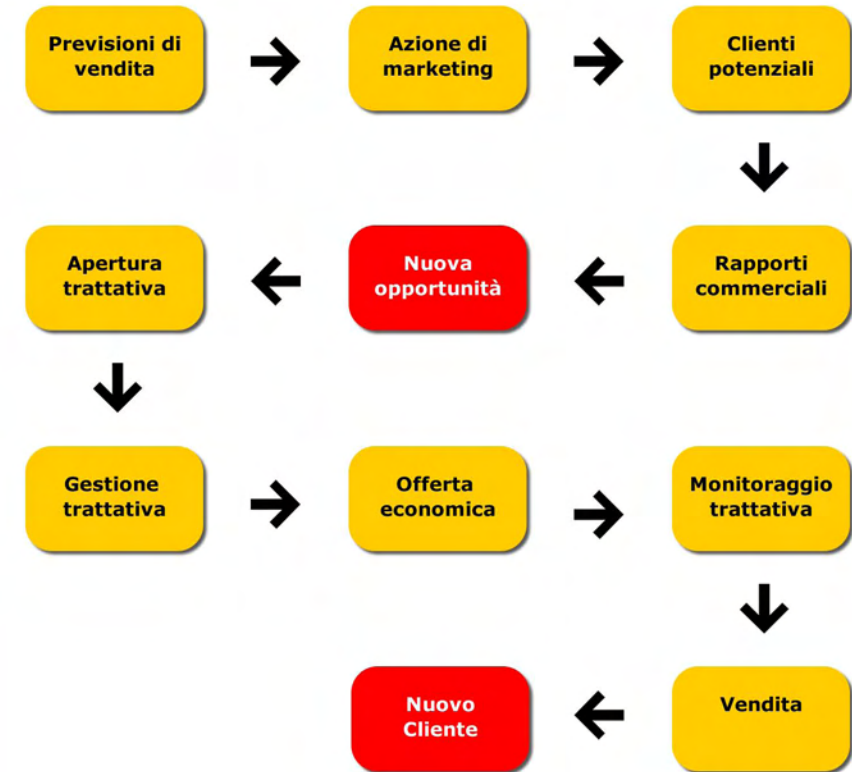 Previsioni di
vendita
Azione di
marketing
Clienti
potenziali
Rapporti
commerciali
Nuova
opportunità
Apertura
trattativa
Gestione
trattativa
Offerta
economica
Monitoraggio
trattativa
Vendita
Nuovo
Cliente